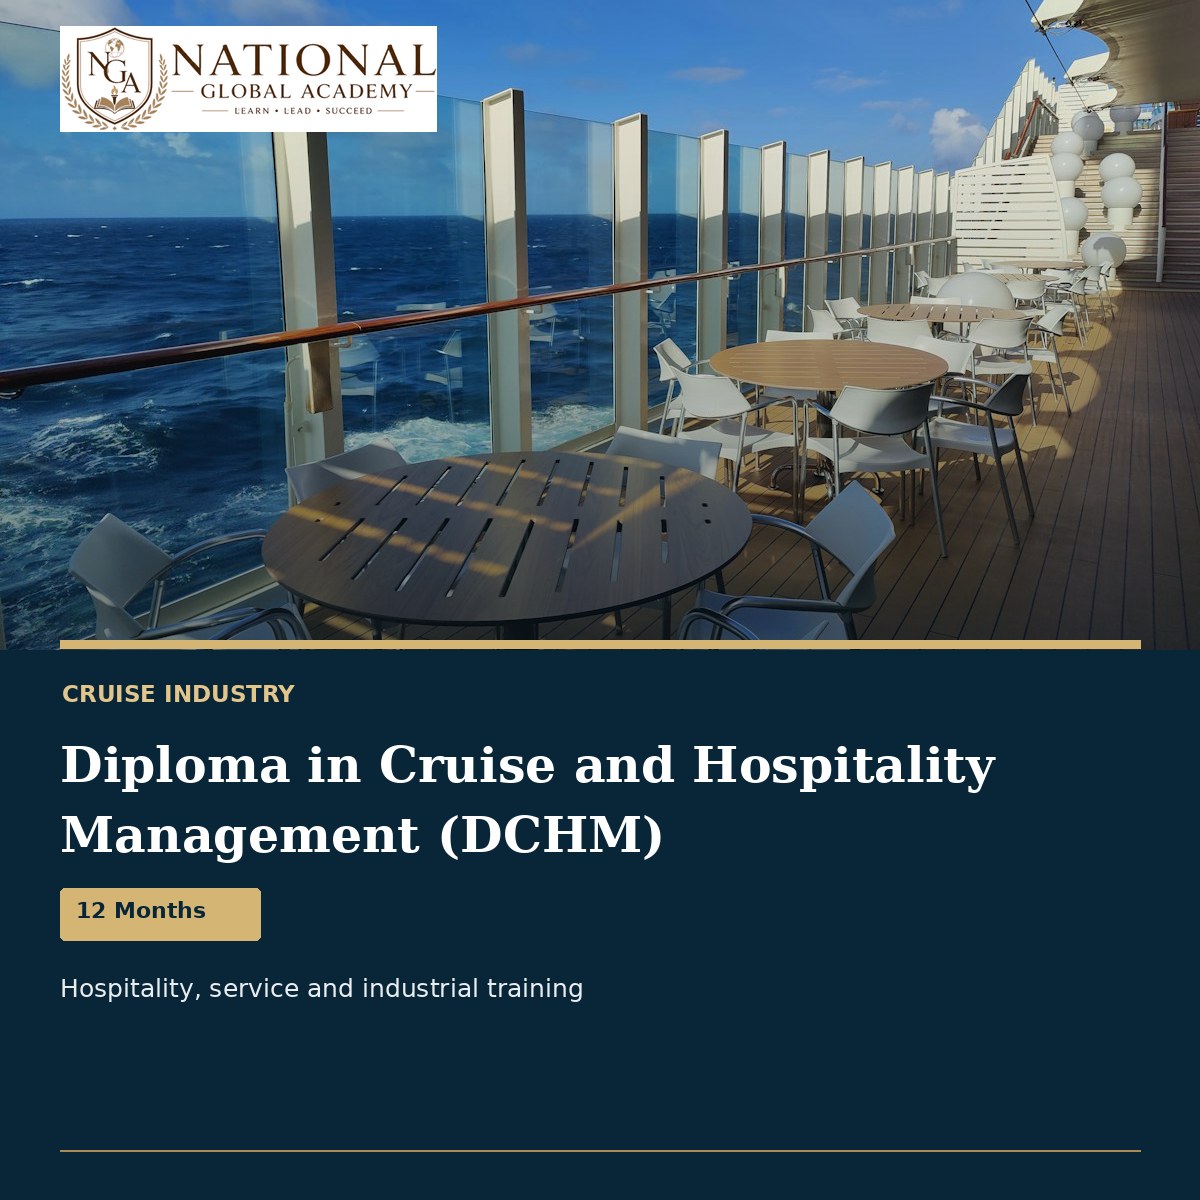 NGA
NATIONAL
GLOBAL ACADEMY
LEARN • LEAD • SUCCEED
CRUISE INDUSTRY
Diploma in Cruise and Hospitality
Management (DCHM)
12 Months
Hospitality, service and industrial training